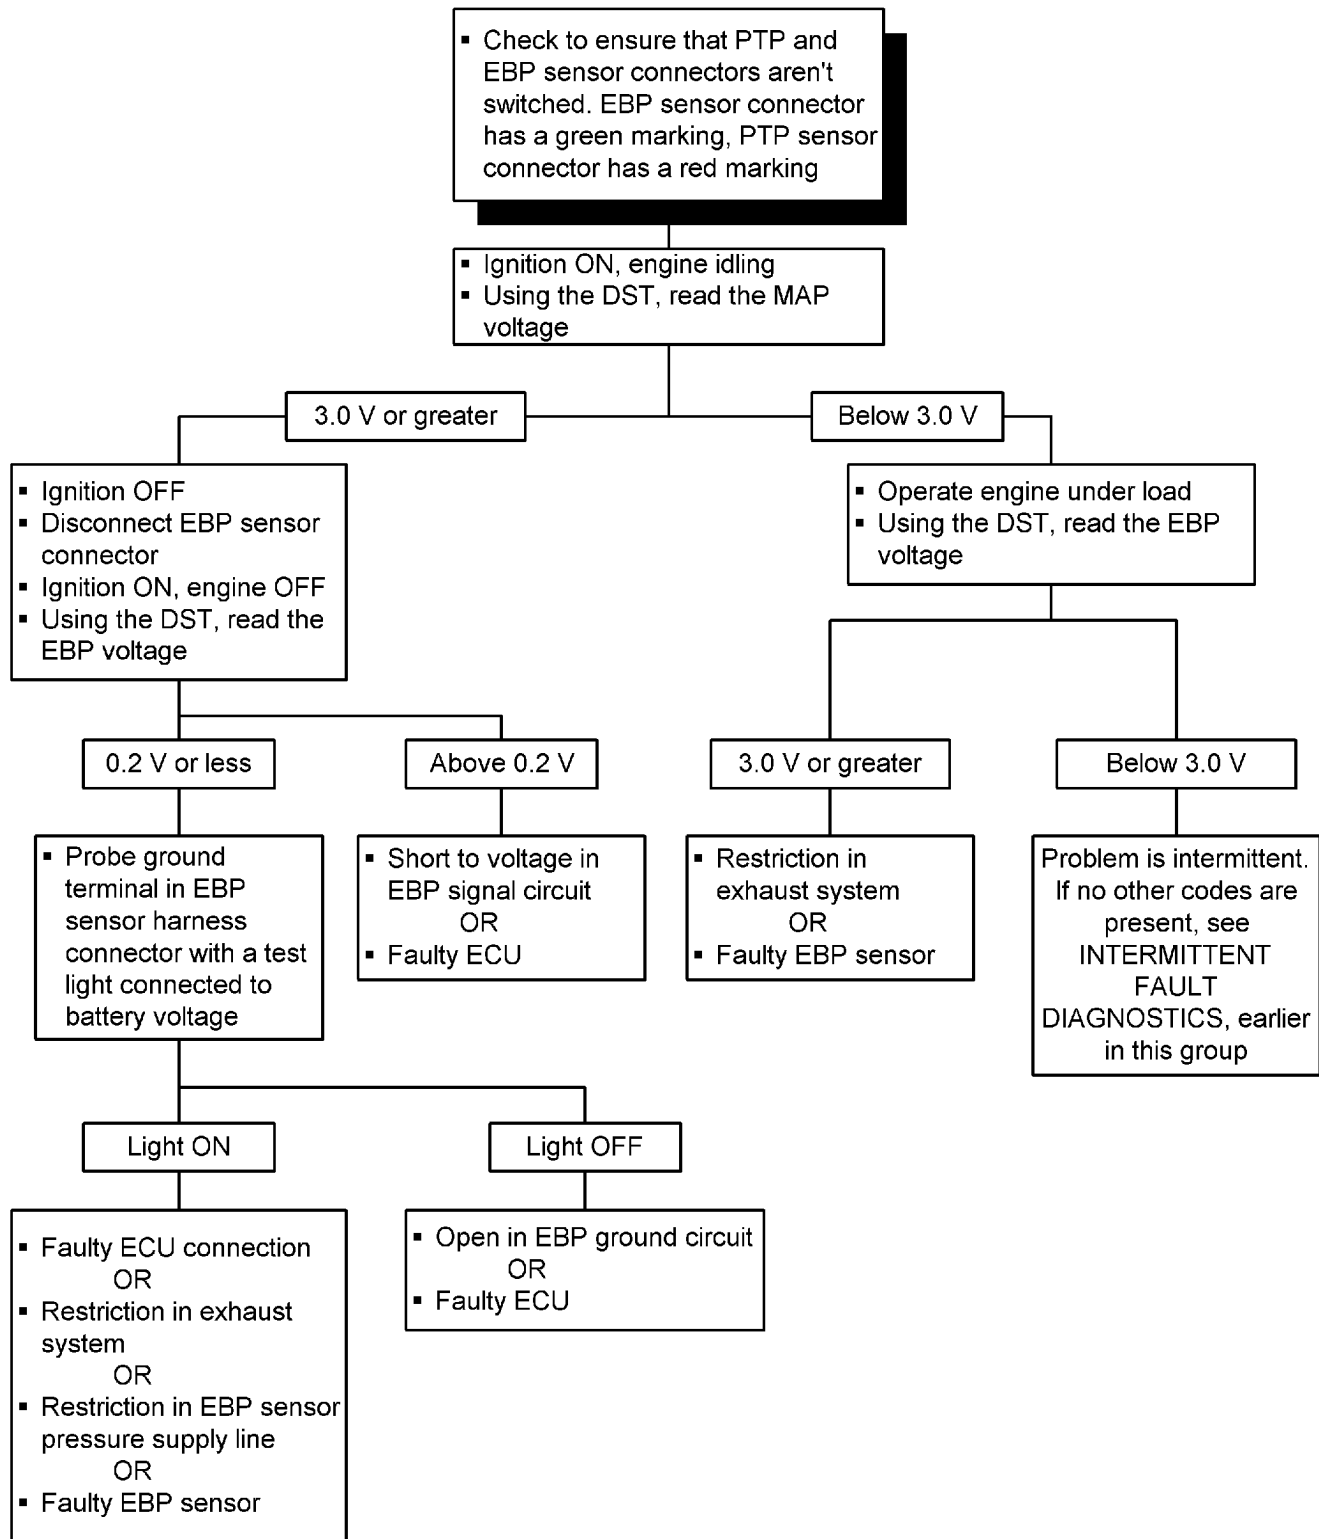 ▪ Check to ensure that PTP and
EBP sensor connectors aren't
switched. EBP sensor connector
has a green marking, PTP sensor
connector has a red marking
▪ Ignition ON, engine idling
▪ Using the DST, read the MAP
voltage
3.0 V or greater
Below 3.0 V
▪ Ignition OFF
▪ Disconnect EBP sensor
connector
▪ Ignition ON, engine OFF
▪ Using the DST, read the
EBP voltage
▪ Operate engine under load
▪ Using the DST, read the EBP
voltage
0.2 V or less
Above 0.2 V
3.0 V or greater
Below 3.0 V
▪ Probe ground
terminal in EBP
sensor harness
connector with a test
light connected to
battery voltage
▪ Short to voltage in
EBP signal circuit
OR
▪ Faulty ECU
▪ Restriction in
exhaust system
OR
▪ Faulty EBP sensor
Problem is intermittent.
If no other codes are
present, see
INTERMITTENT
FAULT
DIAGNOSTICS, earlier
in this group
Light ON
Light OFF
▪ Faulty ECU connection
OR
▪ Restriction in exhaust
system
OR
▪ Restriction in EBP sensor
pressure supply line
OR
▪ Faulty EBP sensor
▪ Open in EBP ground circuit
OR
▪ Faulty ECU